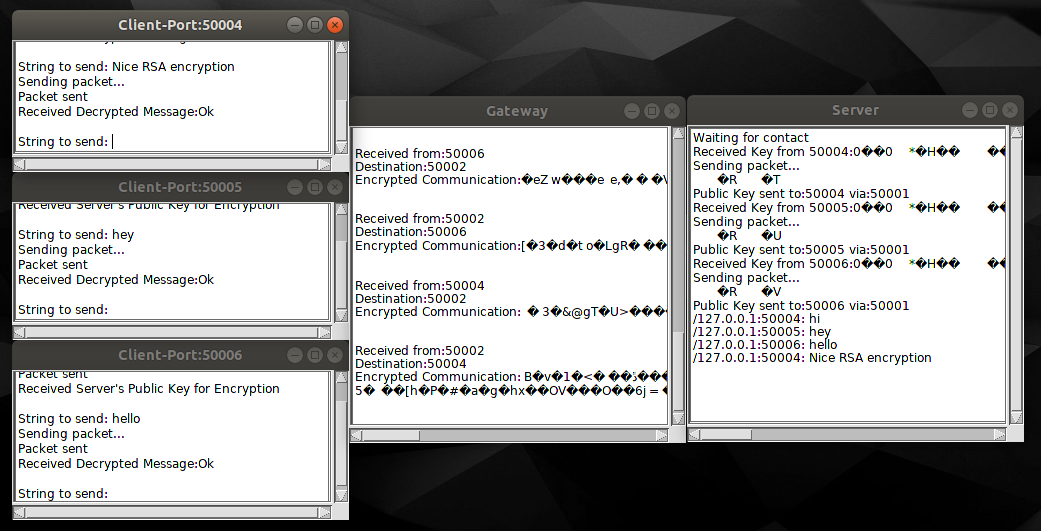 Client-Port:50004
String to send: Nice RSA encryption
Sending packet...
Packet sent
Received Decrypted Message:Ok
String to send:
Client-Port:50005
Received Server's Public Key for Encryption
String to send: hey
Sending packet...
Packet sent
Received Decrypted Message:Ok
String to send:
Client-Port:50006
Packet sent
Received Server's Public Key for Encryption
String to send: hello
Sending packet...
Packet sent
Received Decrypted Message:Ok
String to send:
Gateway
Received from:50006
Destination:50002
Encrypted Communication:�eZ w���e e,� � �V
Received from:50002
Destination:50006
Encrypted Communication:[�3�d�t o�LgR� ��
Received from:50004
Destination:50002
Encrypted Communication: � 3�&@gT�U>����
Received from:50002
Destination:50004
Encrypted Communication: B�v�1�<� ��
5� ��[h�P�#�a�g�hx��OV���O��6j = �
Server
Waiting for contact
Received Key from 50004:0��0 *�H�� ��
Sending packet...
�R �T
Public Key sent to:50004 via:50001
Received Key from 50005:0��0 *�H�� ��
Sending packet...
�R �U
Public Key sent to:50005 via:50001
Received Key from 50006:0��0 *�H�� ��
Sending packet...
�R �V
Public Key sent to:50006 via:50001
/127.0.0.1:50004: hi
/127.0.0.1:50005: hey
/127.0.0.1:50006: hello
/127.0.0.1:50004: Nice RSA encryption